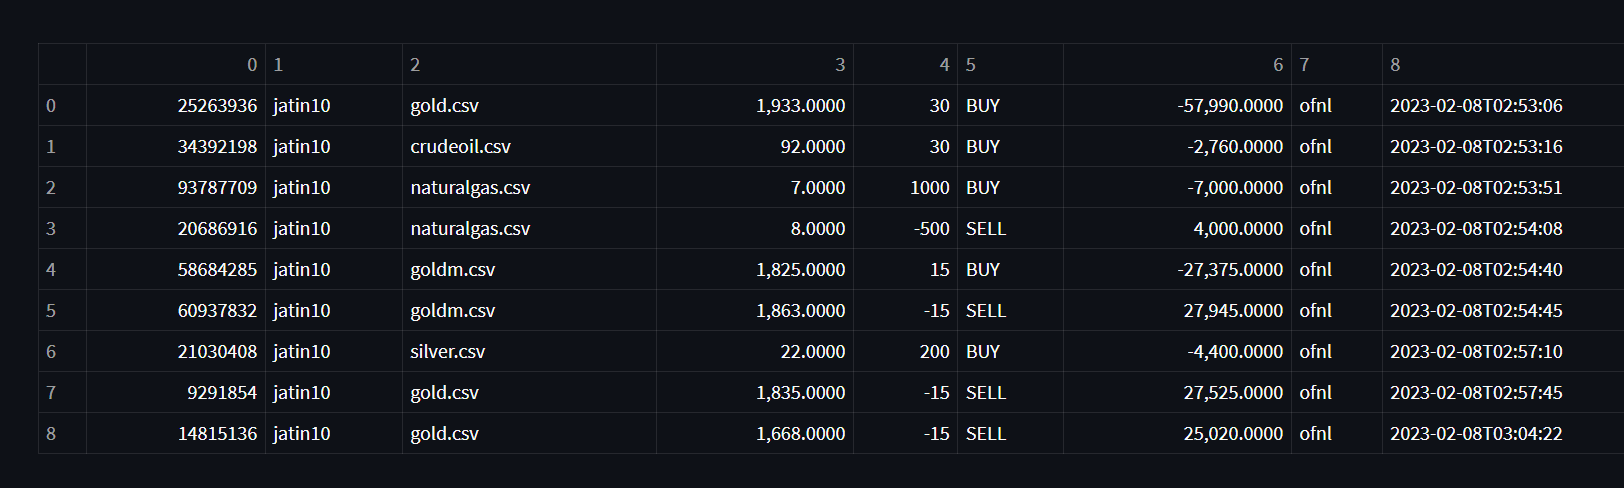 0 1 2 3 4 5 6 7 8
0 25263936 jatin10 gold.csv 1,933.0000 30 BUY -57,990.0000 ofnl 2023-02-08T02:53:06
1 34392198 jatin10 crudeoil.csv 92.0000 30 BUY -2,760.0000 ofnl 2023-02-08T02:53:16
2 93787709 jatin10 naturalgas.csv 7.0000 1000 BUY -7,000.0000 ofnl 2023-02-08T02:53:51
3 20686916 jatin10 naturalgas.csv 8.0000 -500 SELL 4,000.0000 ofnl 2023-02-08T02:54:08
4 58684285 jatin10 goldm.csv 1,825.0000 15 BUY -27,375.0000 ofnl 2023-02-08T02:54:40
5 60937832 jatin10 goldm.csv 1,863.0000 -15 SELL 27,945.0000 ofnl 2023-02-08T02:54:45
6 21030408 jatin10 silver.csv 22.0000 200 BUY -4,400.0000 ofnl 2023-02-08T02:57:10
7 9291854 jatin10 gold.csv 1,835.0000 -15 SELL 27,525.0000 ofnl 2023-02-08T02:57:45
8 14815136 jatin10 gold.csv 1,668.0000 -15 SELL 25,020.0000 ofnl 2023-02-08T03:04:22